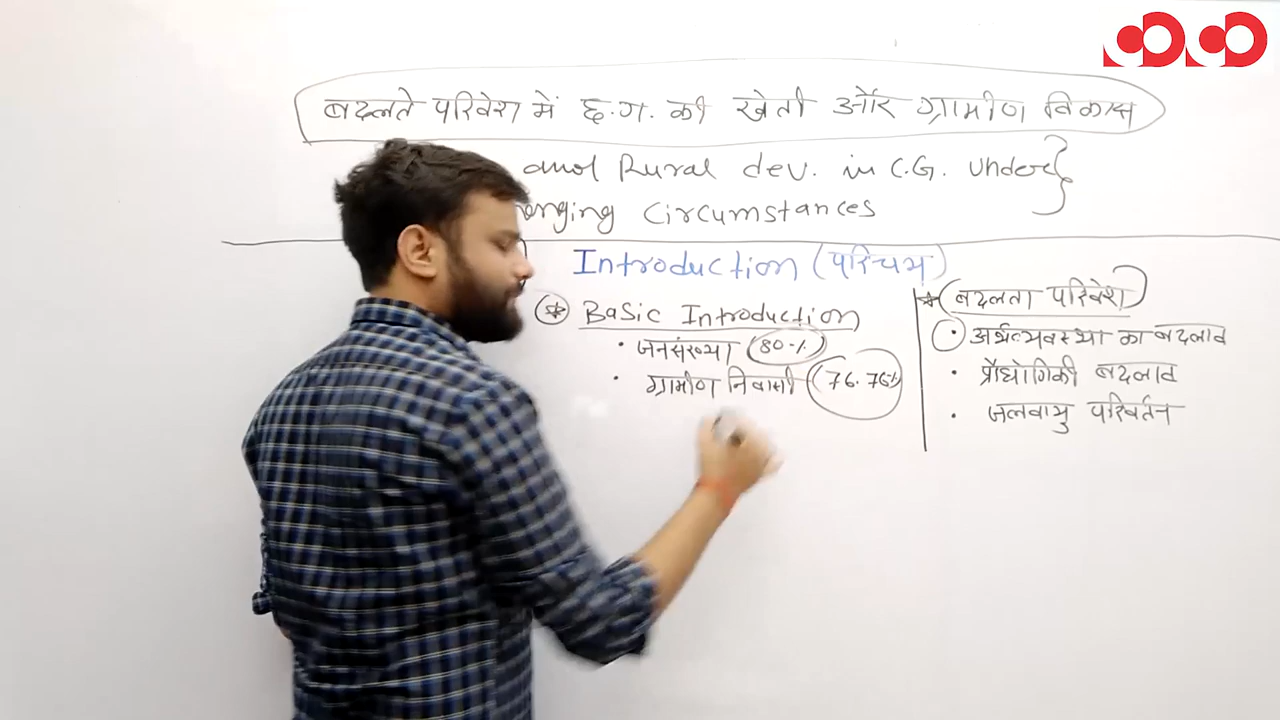 बदलते परिवेश में छ.ग. की खेती और ग्रामीण विकास
and Rural dev. in C.G. Under
Circumstances
Introduction (परिचय)
Basic Introduction
• जनसंख्या (80%)
• ग्रामीण निवासी (76.76%)
* (बदलता परिवेश)
• अर्थव्यवस्था का बदलाव
• प्रौद्योगिकी बदलाव
• जलवायु परिवर्तन